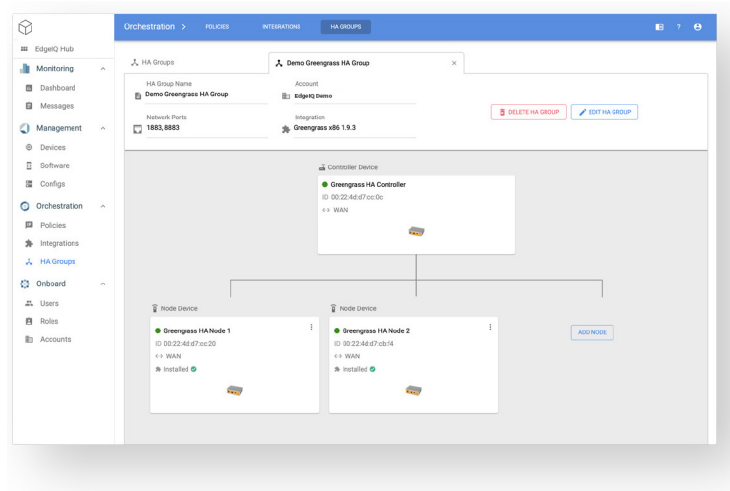 Orchestration > POLICIES INTEGRATIONS HA GROUPS ?
EdgeIQ Hub
Monitoring
Dashboard
Messages
Management
Devices
Software
Configs
Orchestration
Policies
Integrations
HA Groups
Onboard
Users
Roles
Accounts
HA Groups Demo Greengrass HA Group ×
HA Group Name Account
Demo Greengrass HA Group EdgeIQ Demo
Network Ports Integration
1883,8883 Greengrass x86 1.9.3
DELETE HA GROUP EDIT HA GROUP
Controller Device
Greengrass HA Controller
ID 00:22:4d:d7:cc:0c
WAN
Node Device
Greengrass HA Node 1
ID 00:22:4d:d7:cc:20
WAN
Installed
Node Device
Greengrass HA Node 2
ID 00:22:4d:d7:cb:f4
WAN
Installed
ADD NODE